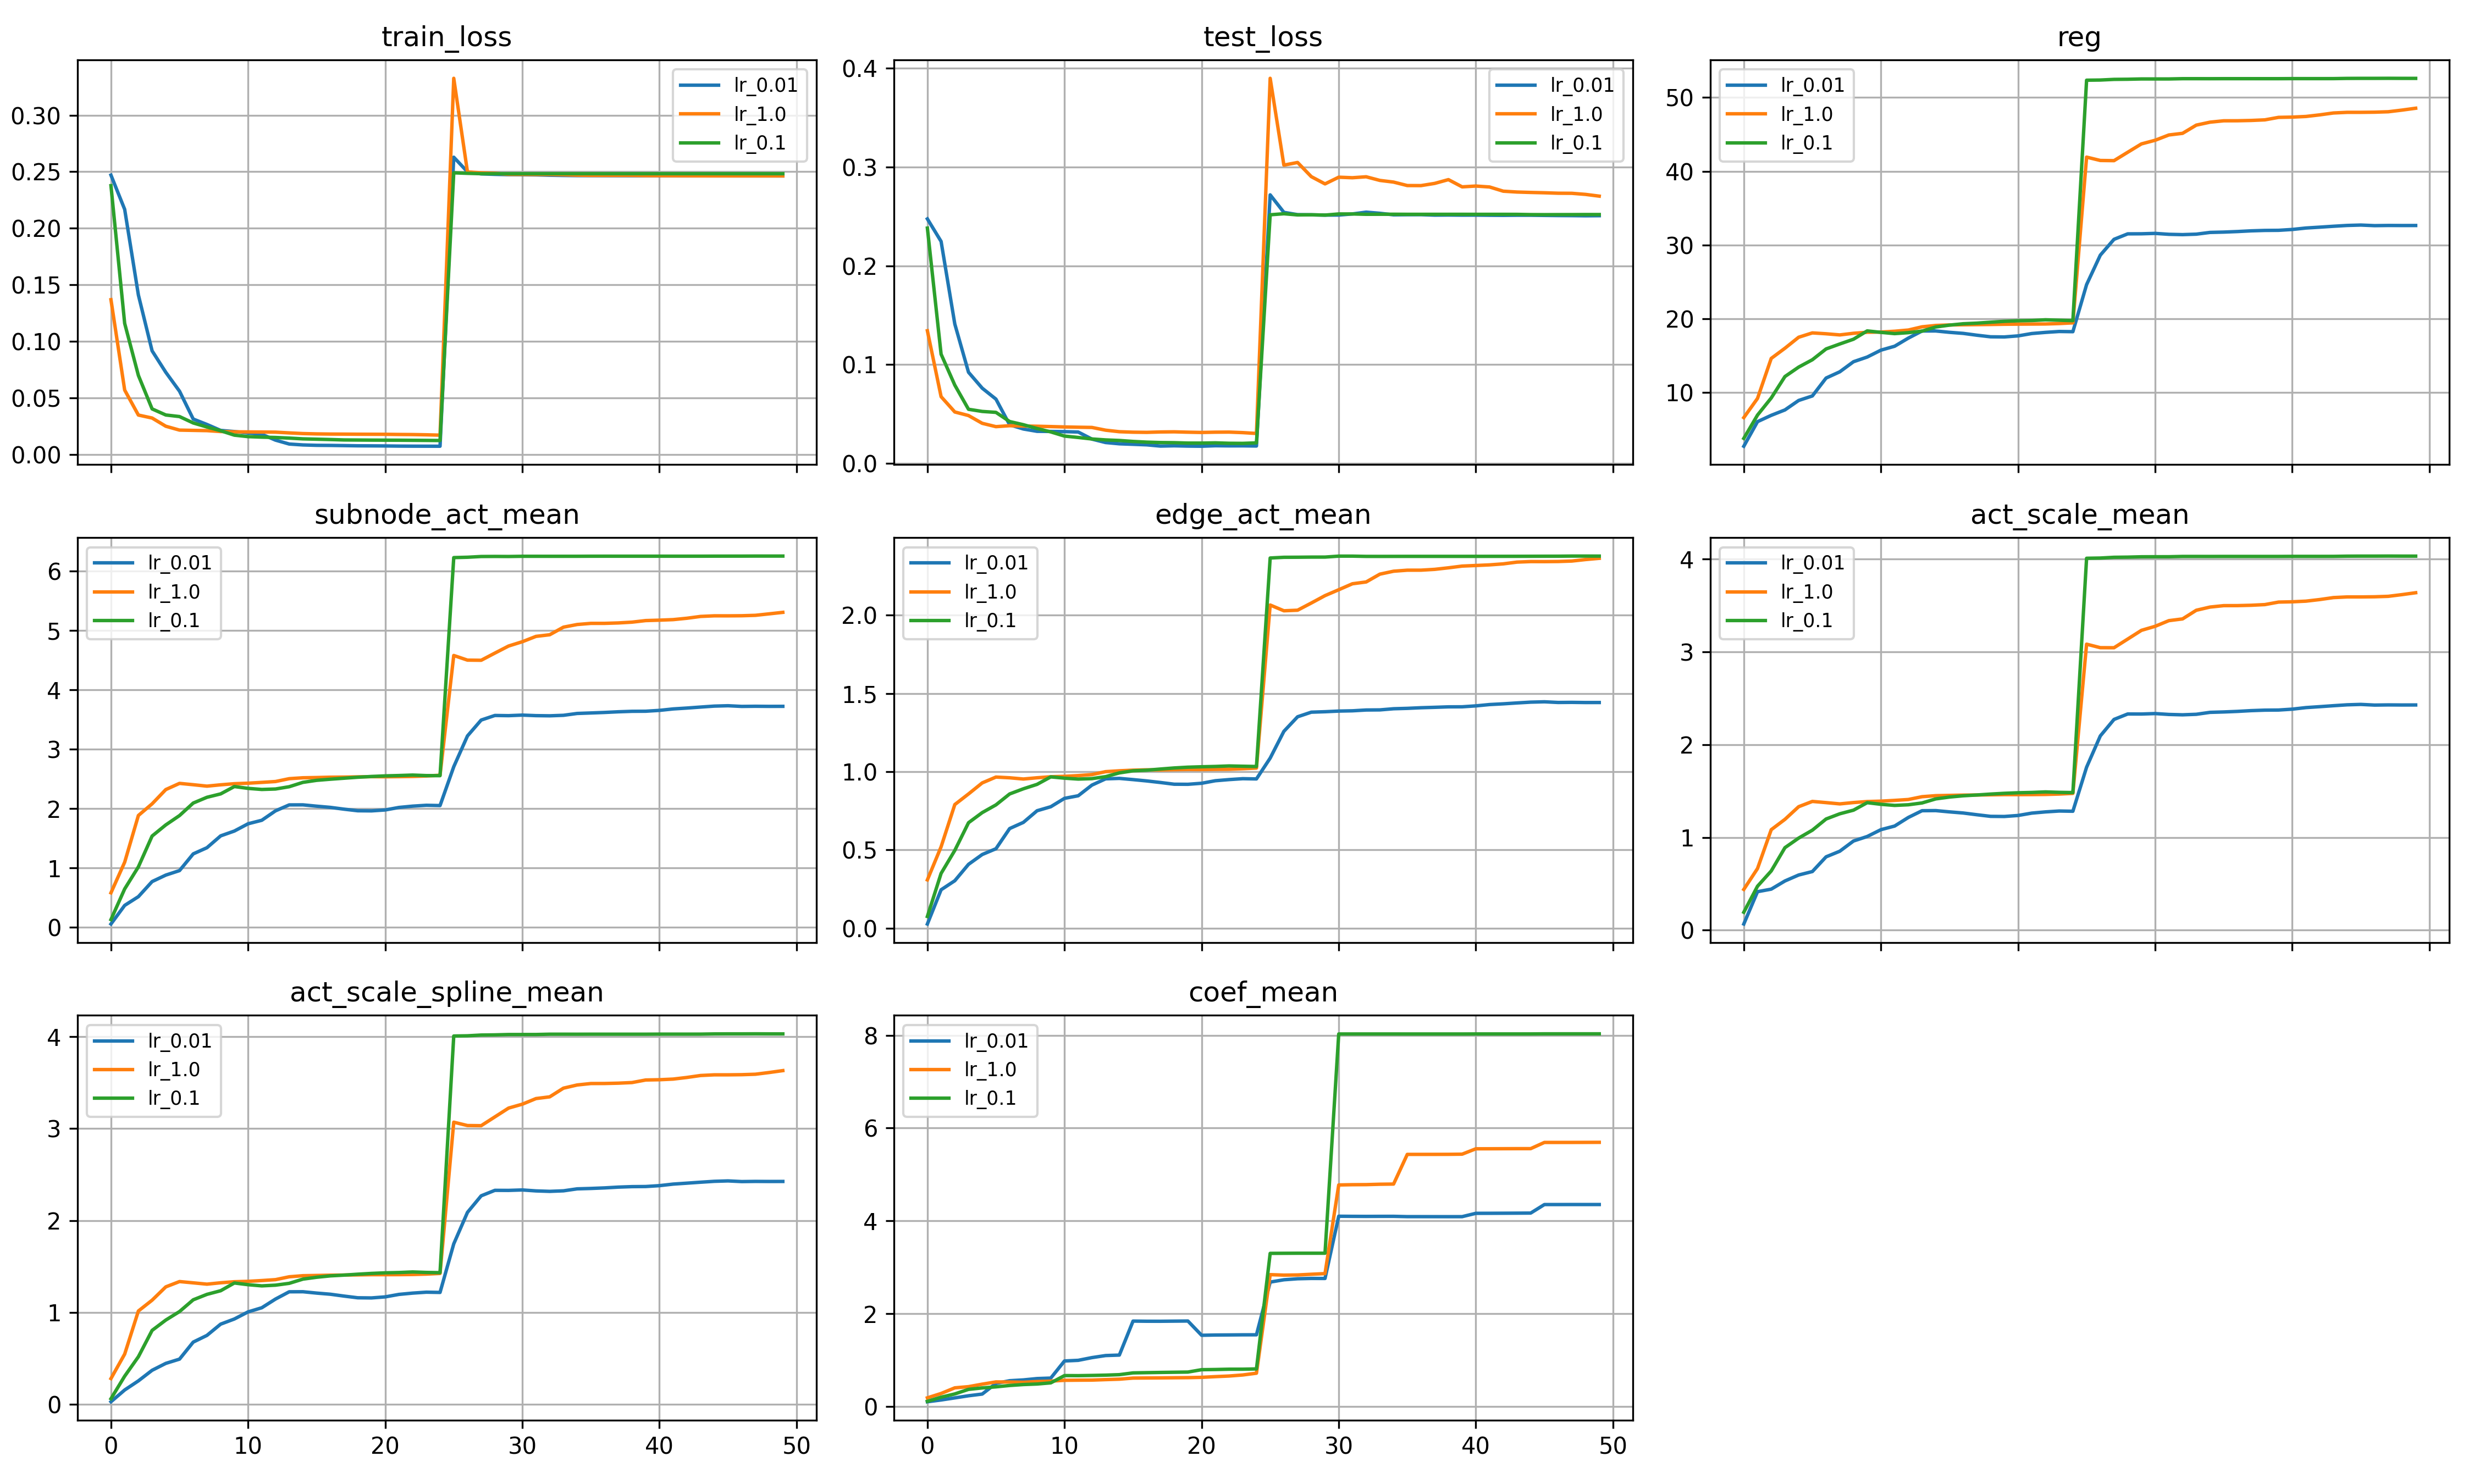 train_loss
0.30
0.25
0.20
0.15
0.10
0.05
0.00
lr_0.01
lr_1.0
lr_0.1
test_loss
0.4
0.3
0.2
0.1
0.0
lr_0.01
lr_1.0
lr_0.1
reg
50
40
30
20
10
lr_0.01
lr_1.0
lr_0.1
subnode_act_mean
6
5
4
3
2
1
0
lr_0.01
lr_1.0
lr_0.1
edge_act_mean
2.0
1.5
1.0
0.5
0.0
lr_0.01
lr_1.0
lr_0.1
act_scale_mean
4
3
2
1
0
lr_0.01
lr_1.0
lr_0.1
act_scale_spline_mean
4
3
2
1
0
lr_0.01
lr_1.0
lr_0.1
0 10 20 30 40 50
coef_mean
8
6
4
2
0
lr_0.01
lr_1.0
lr_0.1
0 10 20 30 40 50